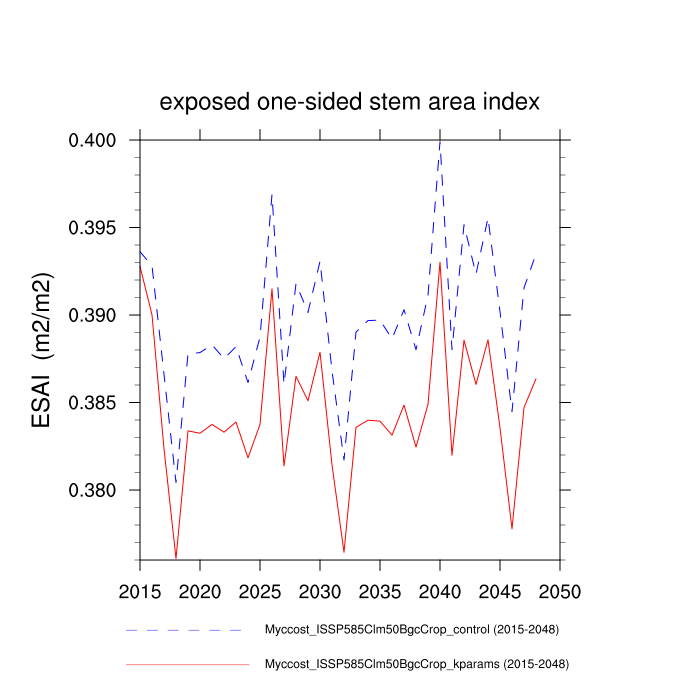 exposed one-sided stem area index
0.400
0.395
0.390
0.385
0.380
ESAI (m2/m2)
2015 2020 2025 2030 2035 2040 2045 2050
Myccost_ISSP585Clm50BgcCrop_control (2015-2048)
Myccost_ISSP585Clm50BgcCrop_kparams (2015-2048)